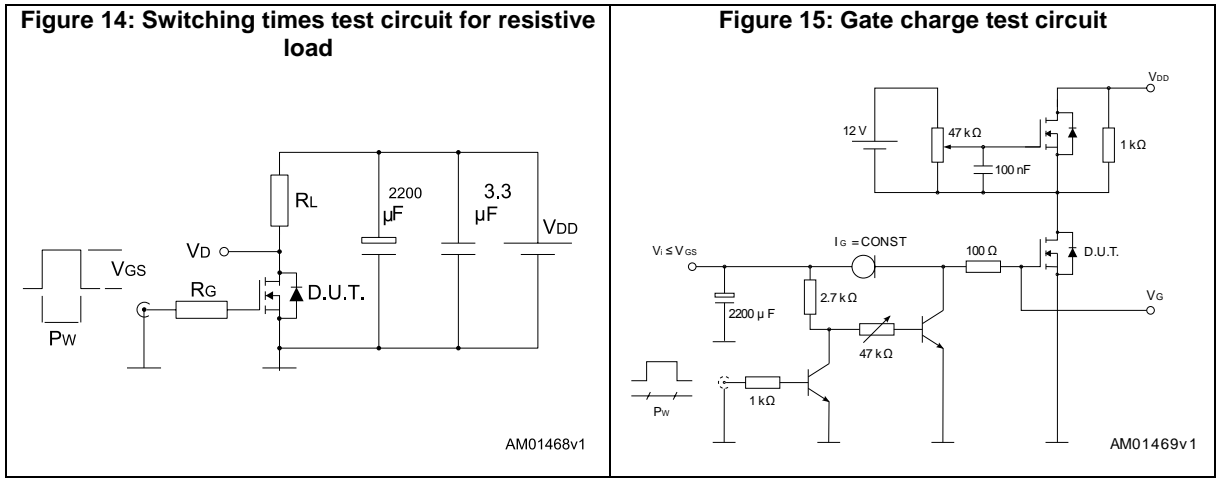 Figure 14: Switching times test circuit for resistive
load
VGS
PW
RG
VD
RL
D.U.T.
2200
µF
3.3
µF
VDD
AM01468v1
Figure 15: Gate charge test circuit
VDD
12 V
47 kΩ
100 nF
1 kΩ
Vi ≤ VGS
IG = CONST
100 Ω
D.U.T.
2.7 kΩ
2200 µF
VG
47 kΩ
1 kΩ
PW
AM01469v1